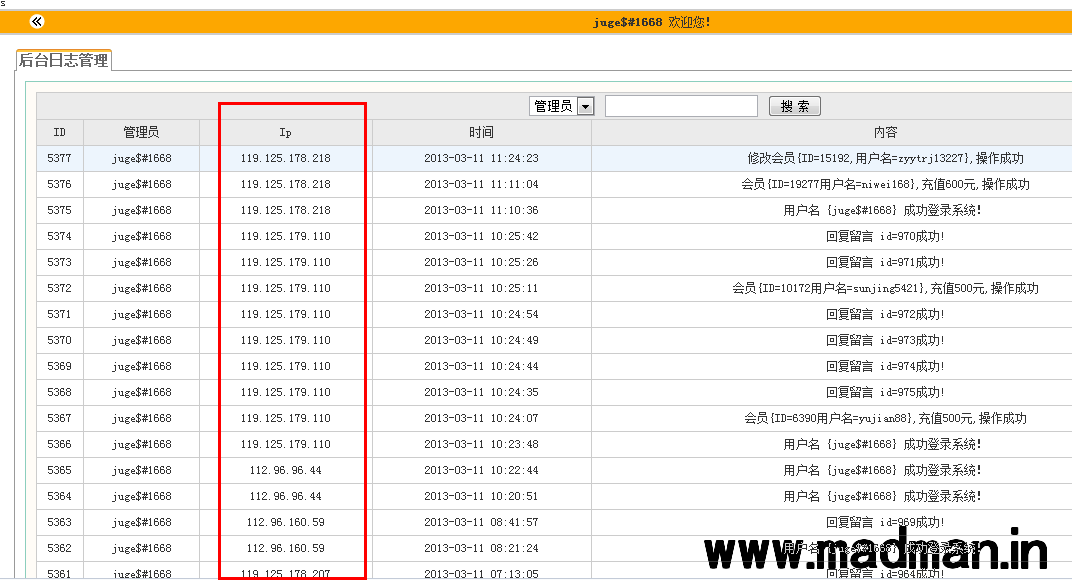 s
juge$#1668 欢迎您!
后台日志管理
管理员 搜 索
ID 管理员 Ip 时间 内容
5377 juge$#1668 119.125.178.218 2013-03-11 11:24:23 修改会员{ID=15192,用户名=zyytrj13227},操作成功
5376 juge$#1668 119.125.178.218 2013-03-11 11:11:04 会员{ID=19277用户名=niwei168},充值600元,操作成功
5375 juge$#1668 119.125.178.218 2013-03-11 11:10:36 用户名 {juge$#1668} 成功登录系统!
5374 juge$#1668 119.125.179.110 2013-03-11 10:25:42 回复留言 id=970成功!
5373 juge$#1668 119.125.179.110 2013-03-11 10:25:26 回复留言 id=971成功!
5372 juge$#1668 119.125.179.110 2013-03-11 10:25:11 会员{ID=10172用户名=sunjing5421},充值500元,操作成功
5371 juge$#1668 119.125.179.110 2013-03-11 10:24:54 回复留言 id=972成功!
5370 juge$#1668 119.125.179.110 2013-03-11 10:24:49 回复留言 id=973成功!
5369 juge$#1668 119.125.179.110 2013-03-11 10:24:44 回复留言 id=974成功!
5368 juge$#1668 119.125.179.110 2013-03-11 10:24:35 回复留言 id=975成功!
5367 juge$#1668 119.125.179.110 2013-03-11 10:24:07 会员{ID=6390用户名=yujian88},充值500元,操作成功
5366 juge$#1668 119.125.179.110 2013-03-11 10:23:48 用户名 {juge$#1668} 成功登录系统!
5365 juge$#1668 112.96.96.44 2013-03-11 10:22:44 用户名 {juge$#1668} 成功登录系统!
5364 juge$#1668 112.96.96.44 2013-03-11 10:20:51 用户名 {juge$#1668} 成功登录系统!
5363 juge$#1668 112.96.160.59 2013-03-11 08:41:57 回复留言 id=969成功!
5362 juge$#1668 112.96.160.59 2013-03-11 08:21:24 用户名 {juge$#1668} 成功登录系统!
5361 juge$#1668 119.125.178.207 2013-03-11 07:13:05 回复留言 id=964成功!
www.madman.in